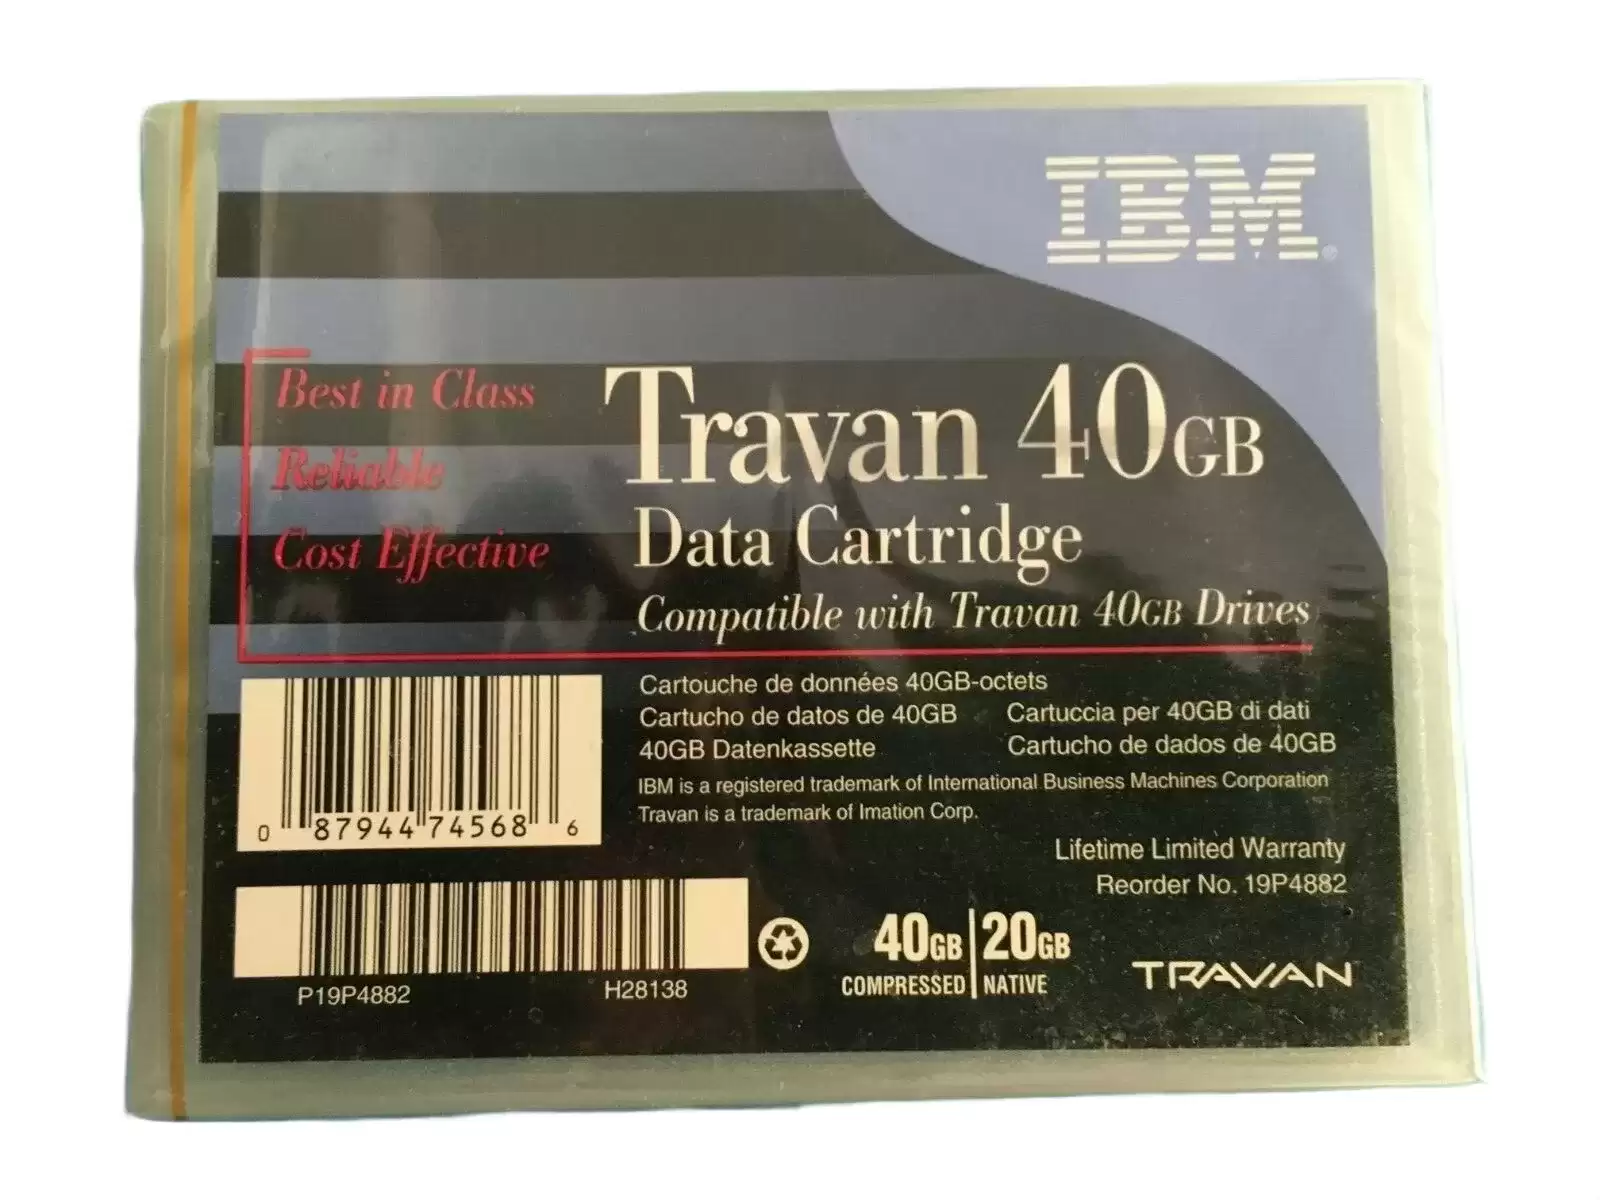 IBM®
Best in Class
Reliable
Cost Effective
Travan 40GB
Data Cartridge
Compatible with Travan 40GB Drives
Cartouche de données 40GB-octets
Cartucho de datos de 40GB Cartuccia per 40GB di dati
40GB Datenkassette Cartucho de dados de 40GB
IBM is a registered trademark of International Business Machines Corporation
Travan is a trademark of Imation Corp.
0 87944 74568 6
Lifetime Limited Warranty
Reorder No. 19P4882
P19P4882 H28138
40GB 20GB
COMPRESSED NATIVE
TRAVAN